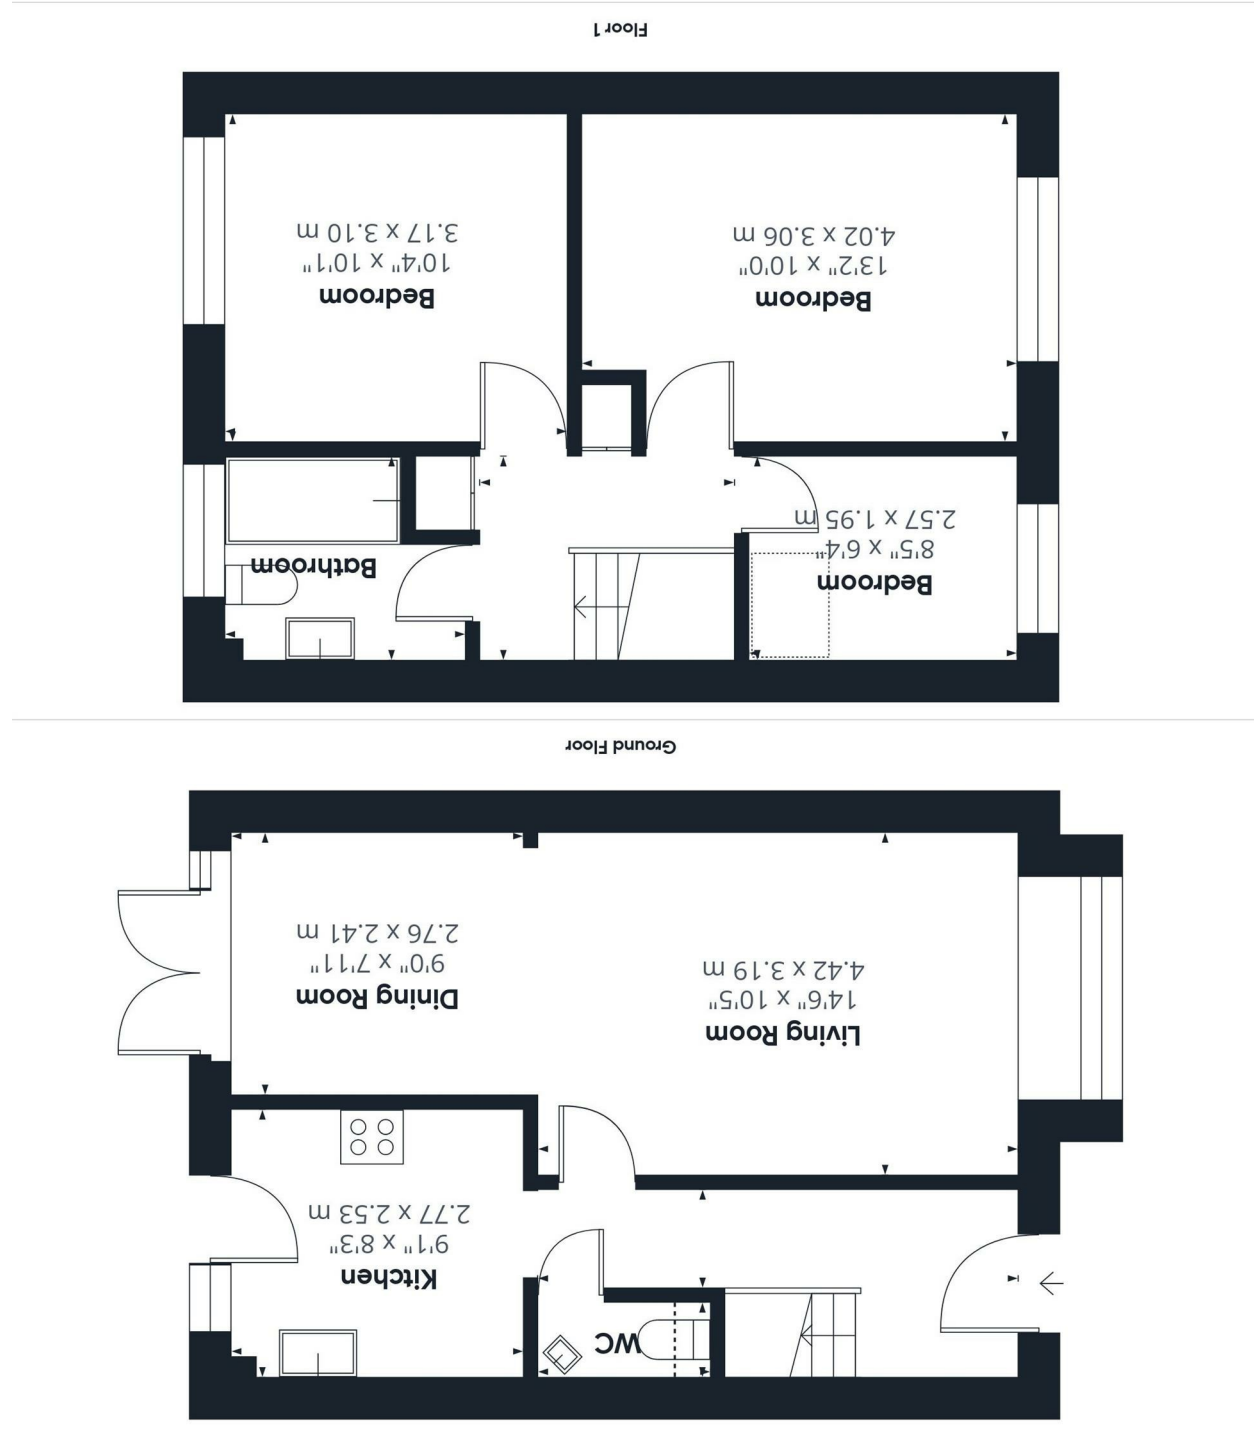 WC
Kitchen
9'1" x 8'3"
2.77 x 2.53 m
Living Room
14'6" x 10'5"
4.42 x 3.19 m
Dining Room
9'0" x 7'11"
2.76 x 2.41 m
Ground Floor
Bedroom
8'5" x 6'4"
2.57 x 1.95 m
Bathroom
Bedroom
13'2" x 10'0"
4.02 x 3.06 m
Bedroom
10'4" x 10'1"
3.17 x 3.10 m
Floor 1